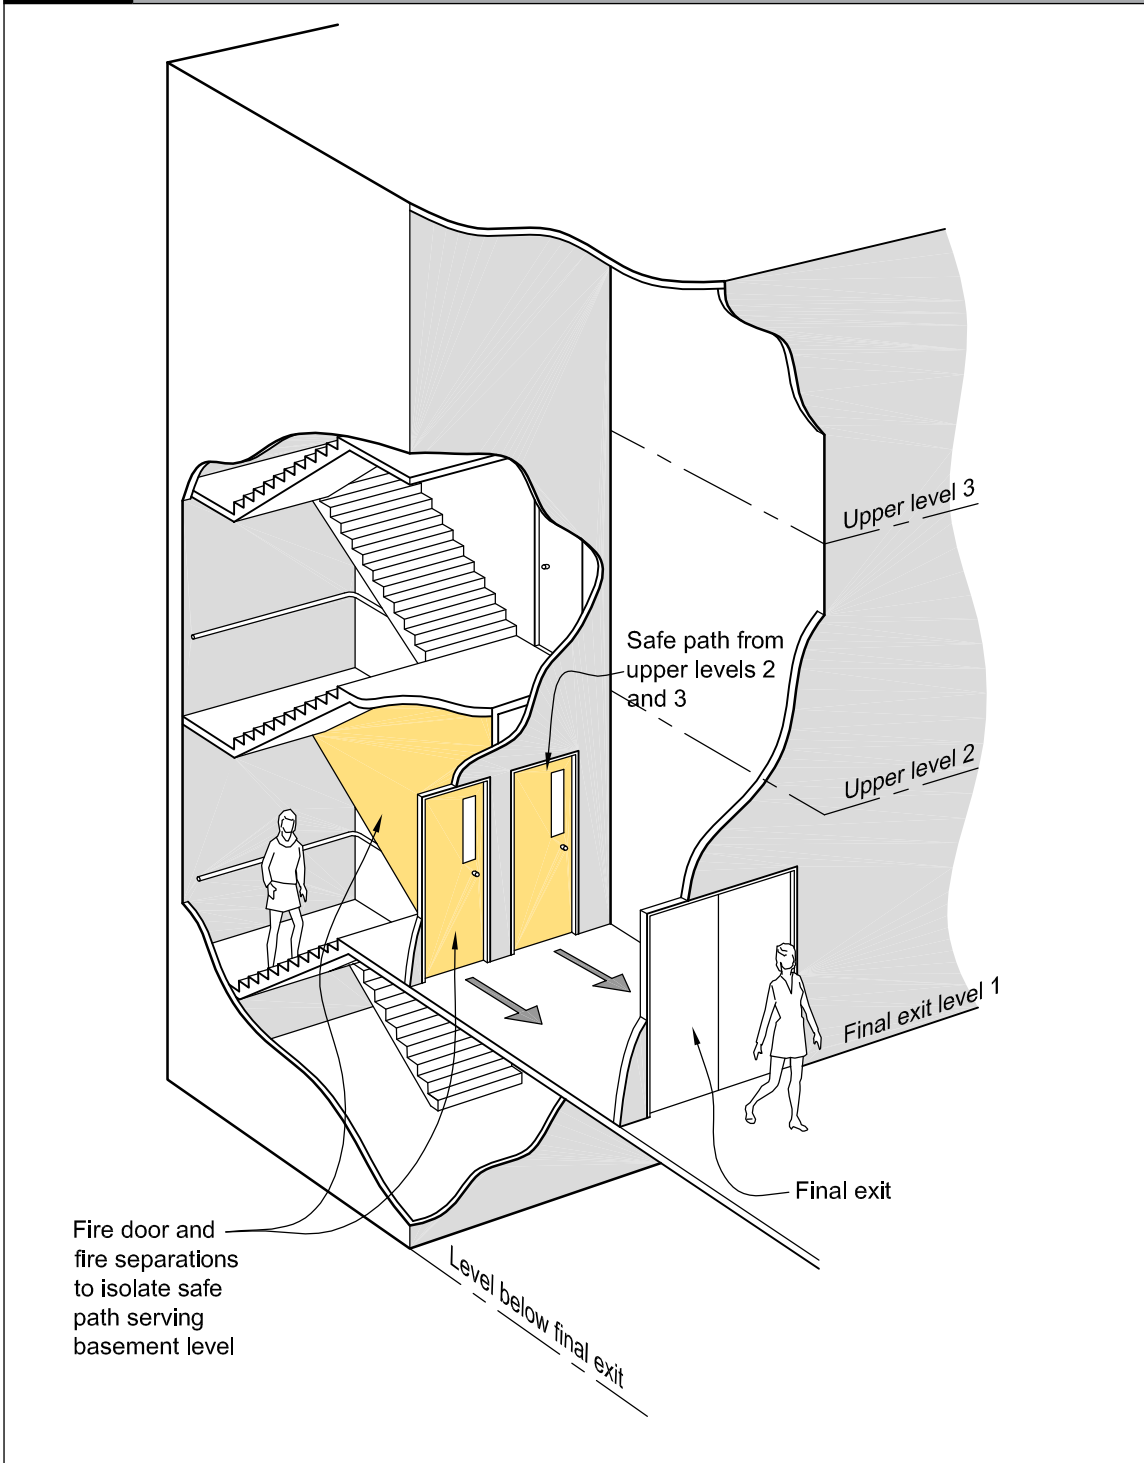 Upper level 3
Safe path from
upper levels 2
and 3
Upper level 2
Final exit level 1
Final exit
Fire door and
fire separations
to isolate safe
path serving
basement level
Level below final exit